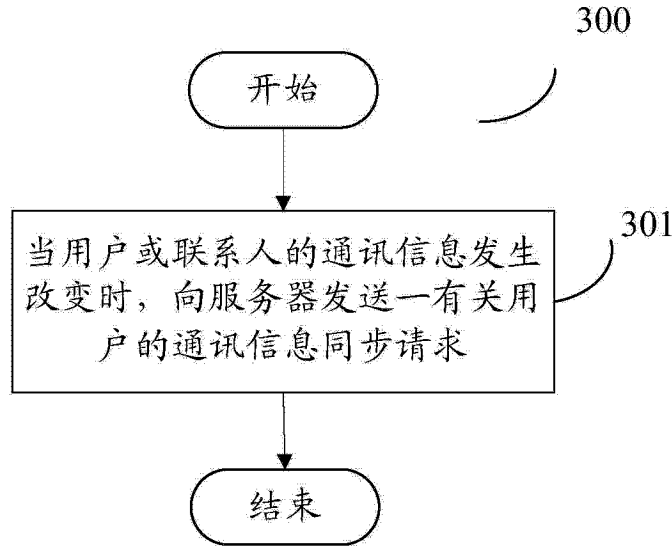 300
开始
当用户或联系人的通讯信息发生
改变时，向服务器发送一有关用
户的通讯信息同步请求
301
结束